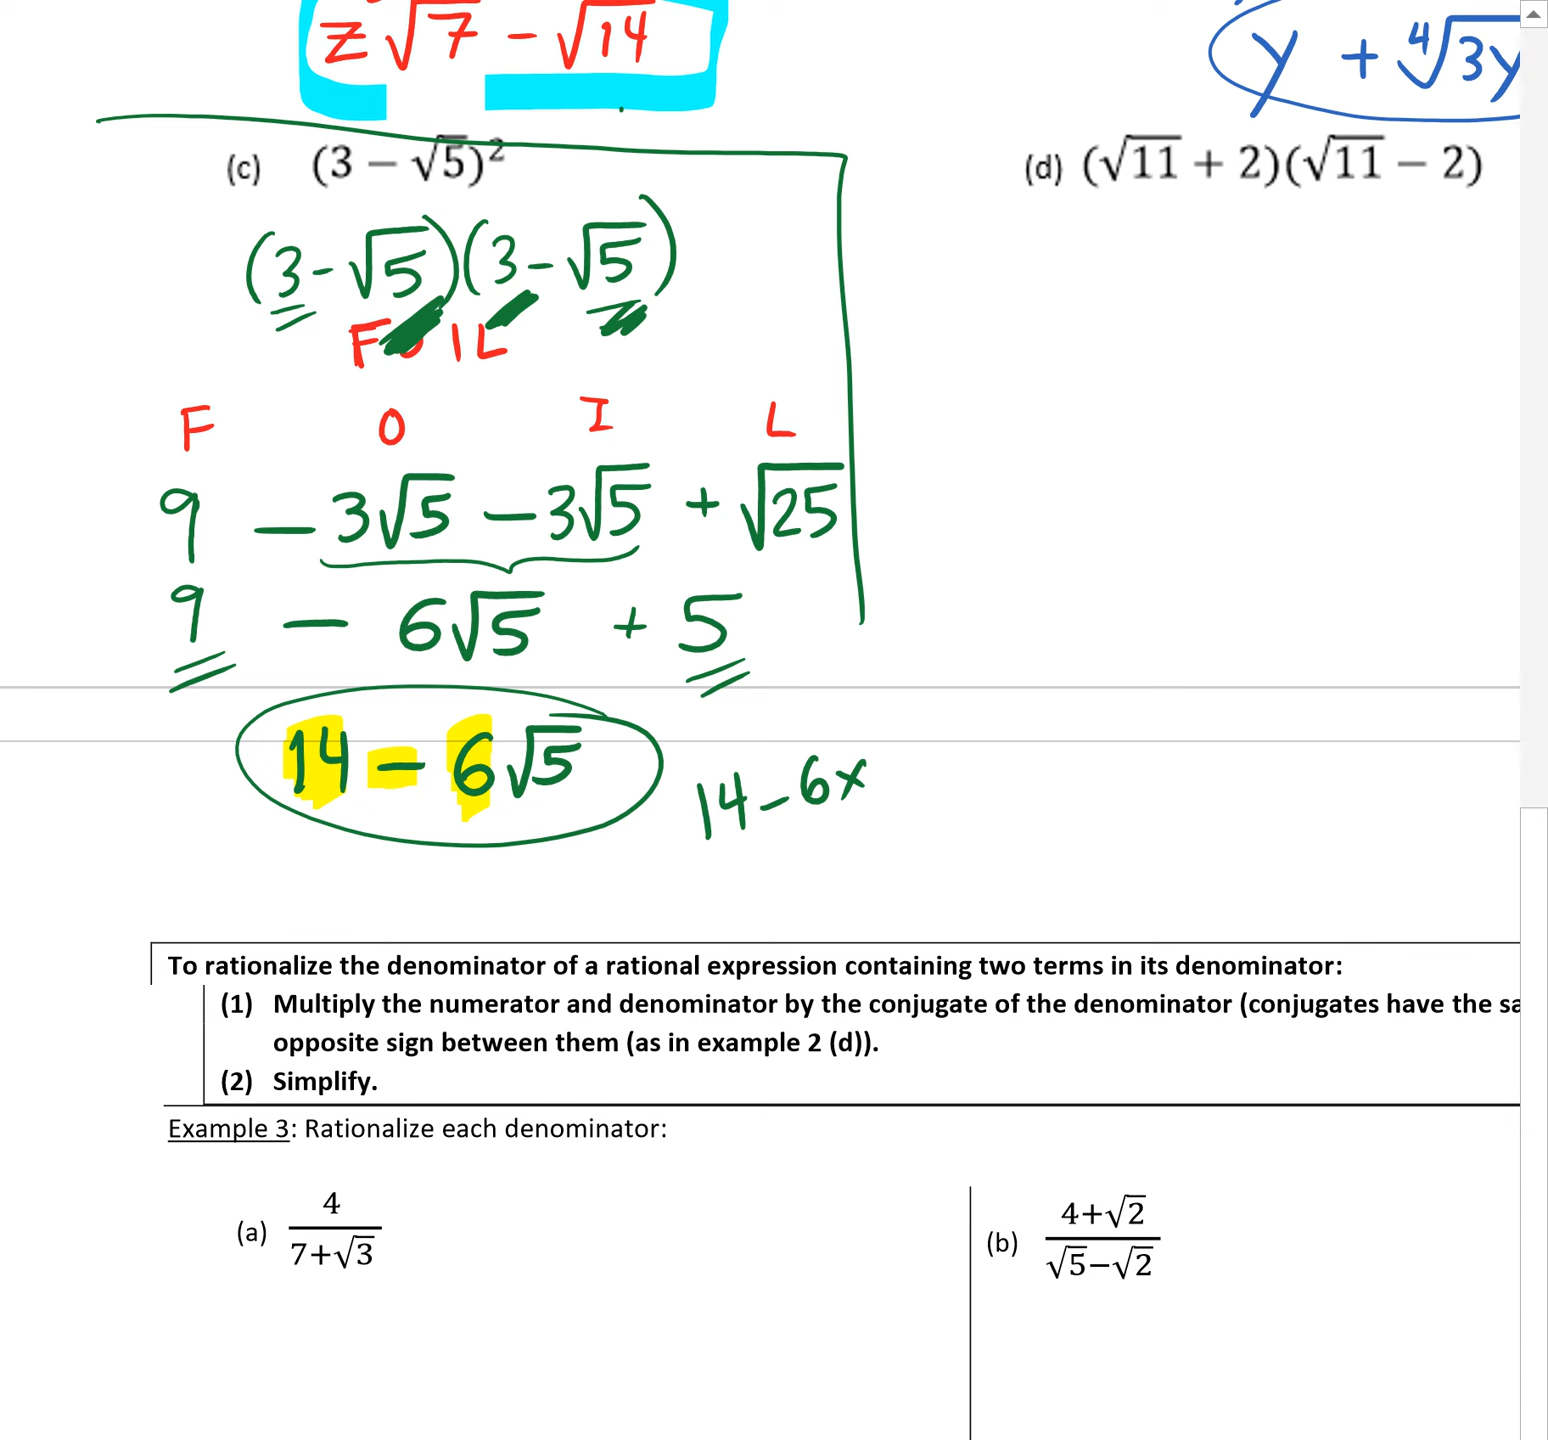 z√7 − √14
y + ∜3y
(c) (3 − √5)²
(d) (√11 + 2)(√11 − 2)
(3 - √5)(3 - √5)
F O I L
F O I L
9 − 3√5 − 3√5 + √25
9 − 6√5 + 5
14 − 6√5
14 - 6x
To rationalize the denominator of a rational expression containing two terms in its denominator:
(1) Multiply the numerator and denominator by the conjugate of the denominator (conjugates have the sa
opposite sign between them (as in example 2 (d)).
(2) Simplify.
Example 3: Rationalize each denominator:
(a) 4/(7+√3)
(b) (4+√2)/(√5−√2)